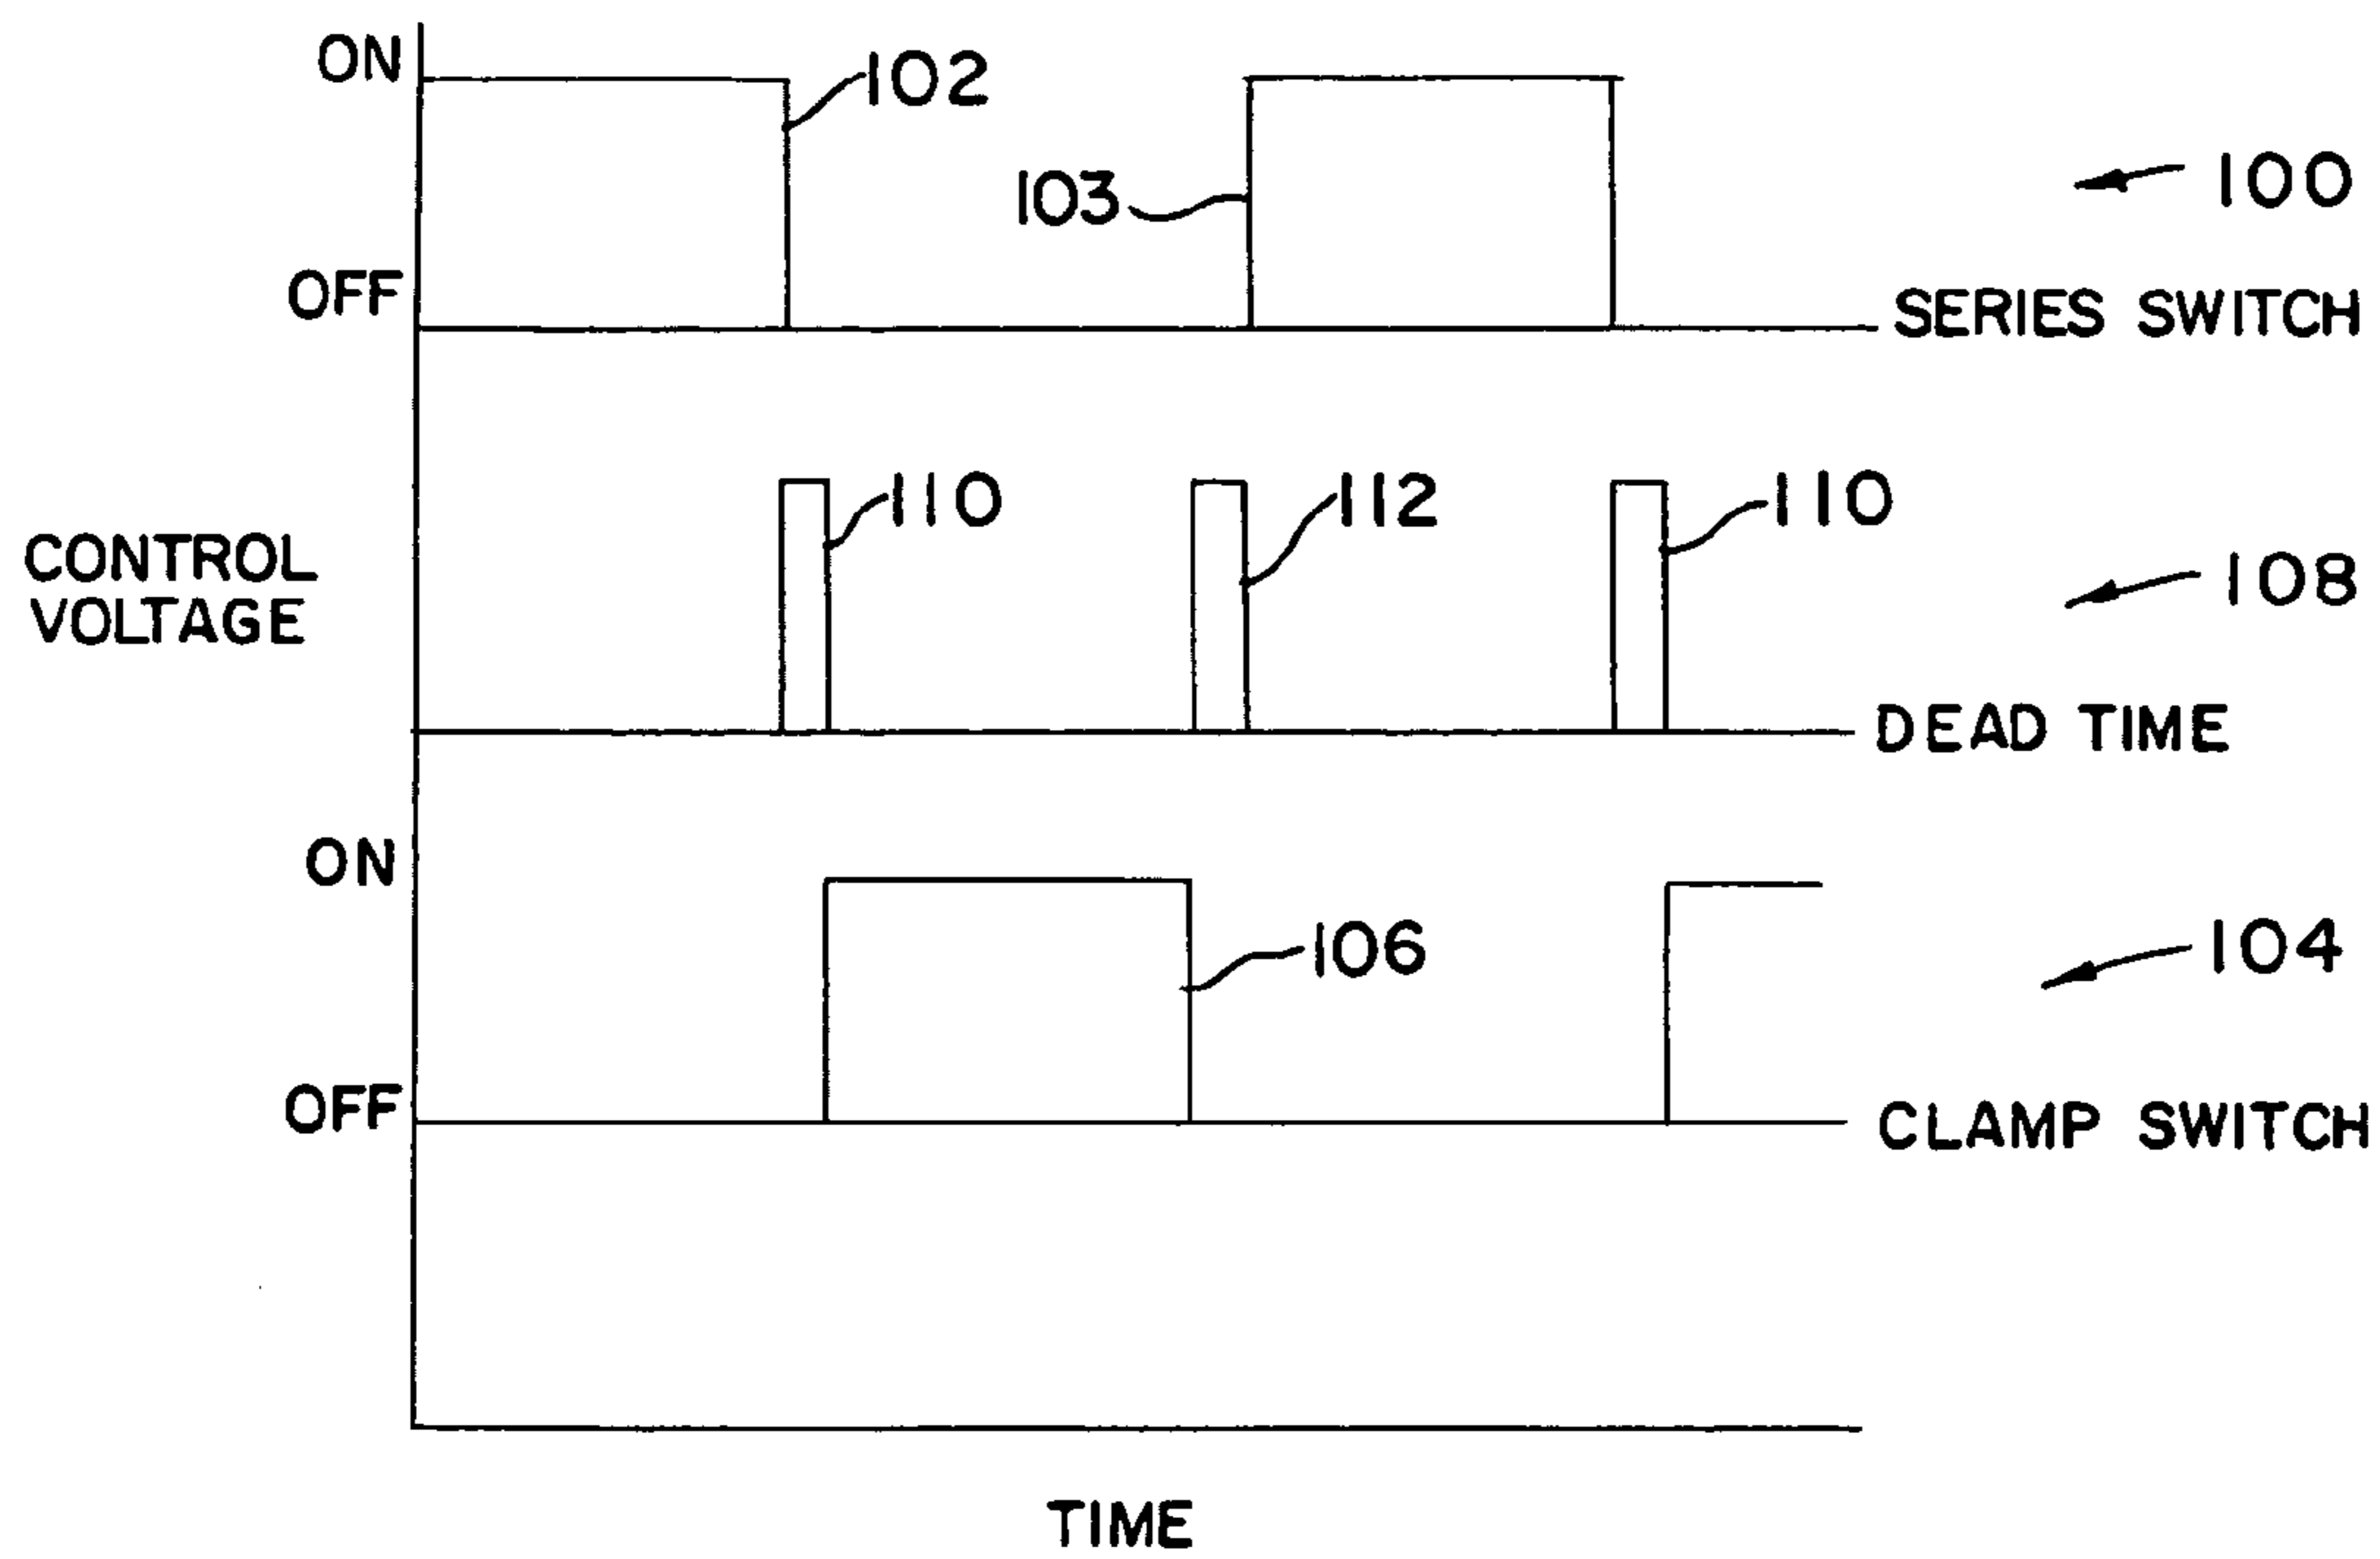 ON
102
103
100
OFF
SERIES SWITCH
110
112
110
CONTROL
VOLTAGE
108
DEAD TIME
ON
106
104
OFF
CLAMP SWITCH
TIME